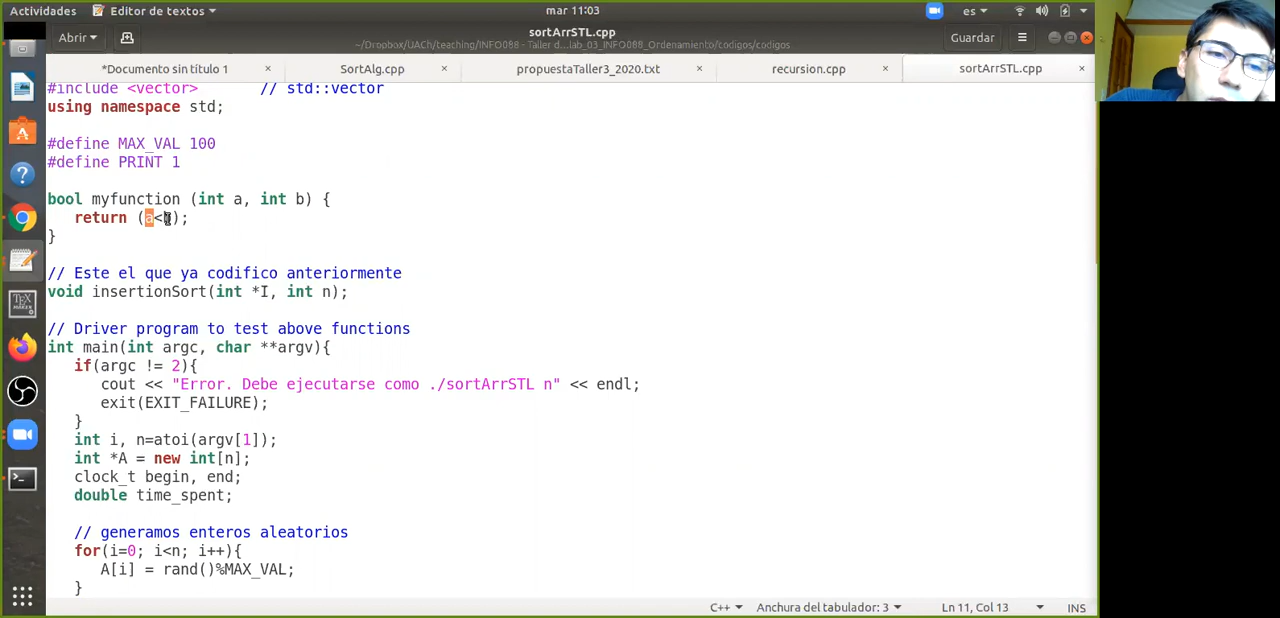 Actividades Editor de textos mar 11:03 es
Abrir sortArrSTL.cpp Guardar
~/Dropbox/UACh/teaching/INFO088 - Taller d...lab_03_INFO088_Ordenamiento/codigos/codigos
*Documento sin título 1 × SortAlg.cpp × propuestaTaller3_2020.txt × recursion.cpp × sortArrSTL.cpp ×
#include <vector> // std::vector
using namespace std;
#define MAX_VAL 100
#define PRINT 1
bool myfunction (int a, int b) {
return (a< );
}
// Este el que ya codifico anteriormente
void insertionSort(int *I, int n);
// Driver program to test above functions
int main(int argc, char **argv){
if(argc != 2){
cout << "Error. Debe ejecutarse como ./sortArrSTL n" << endl;
exit(EXIT_FAILURE);
}
int i, n=atoi(argv[1]);
int *A = new int[n];
clock_t begin, end;
double time_spent;
// generamos enteros aleatorios
for(i=0; i<n; i++){
A[i] = rand()%MAX_VAL;
}
C++ Anchura del tabulador: 3 Ln 11, Col 13 INS